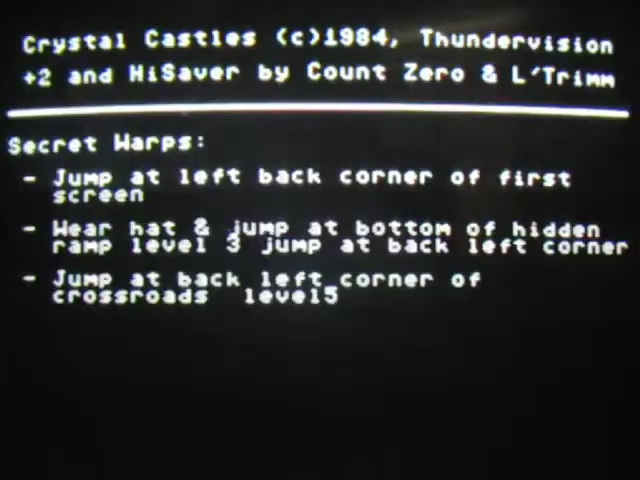 Crystal Castles (c)1984, Thundervision
+2 and HiSaver by Count Zero & L'Trimm
Secret Warps:
- Jump at left back corner of first
screen
- Wear hat & jump at bottom of hidden
ramp level 3 jump at back left corner
- Jump at back left corner of
crossroads level5